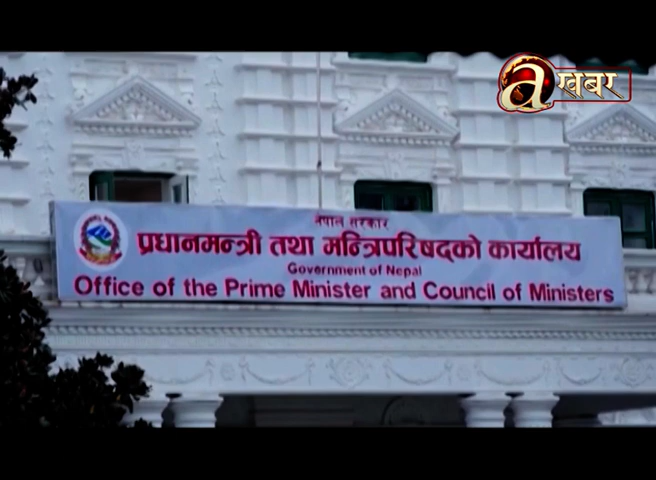 a खबर
नेपाल सरकार
प्रधानमन्त्री तथा मन्त्रिपरिषदको कार्यालय
Government of Nepal
Office of the Prime Minister and Council of Ministers